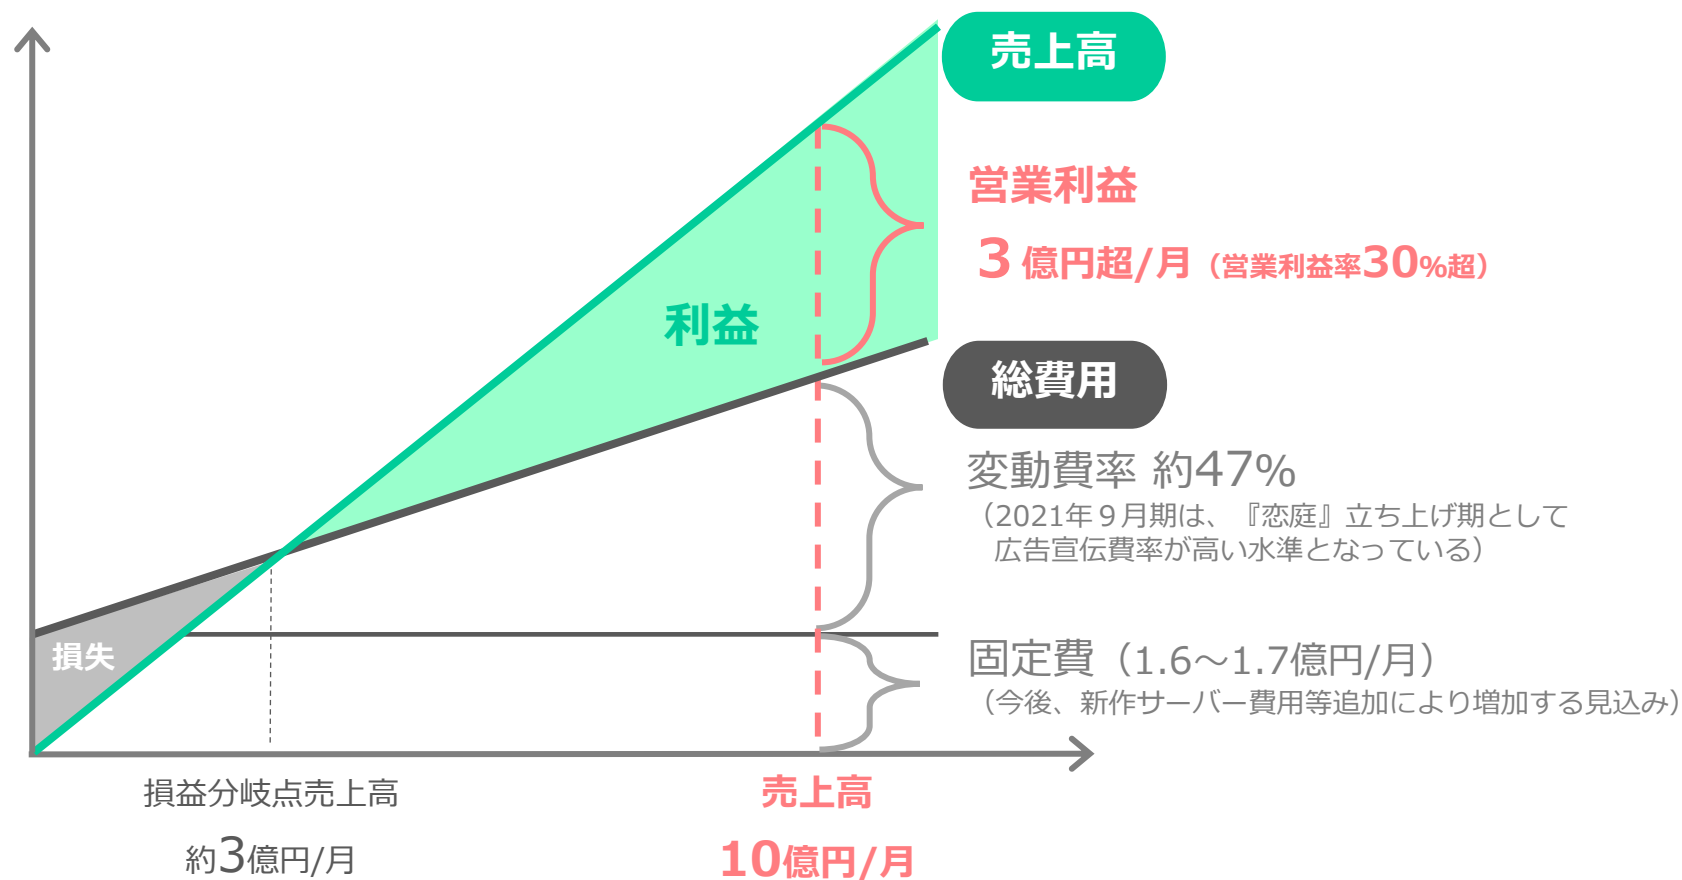 売上高
営業利益
3億円超/月（営業利益率30%超）
利益
総費用
変動費率 約47%
（2021年９月期は、『恋庭』立ち上げ期として
広告宣伝費率が高い水準となっている）
損失
固定費（1.6～1.7億円/月）
（今後、新作サーバー費用等追加により増加する見込み）
損益分岐点売上高
約3億円/月
売上高
10億円/月